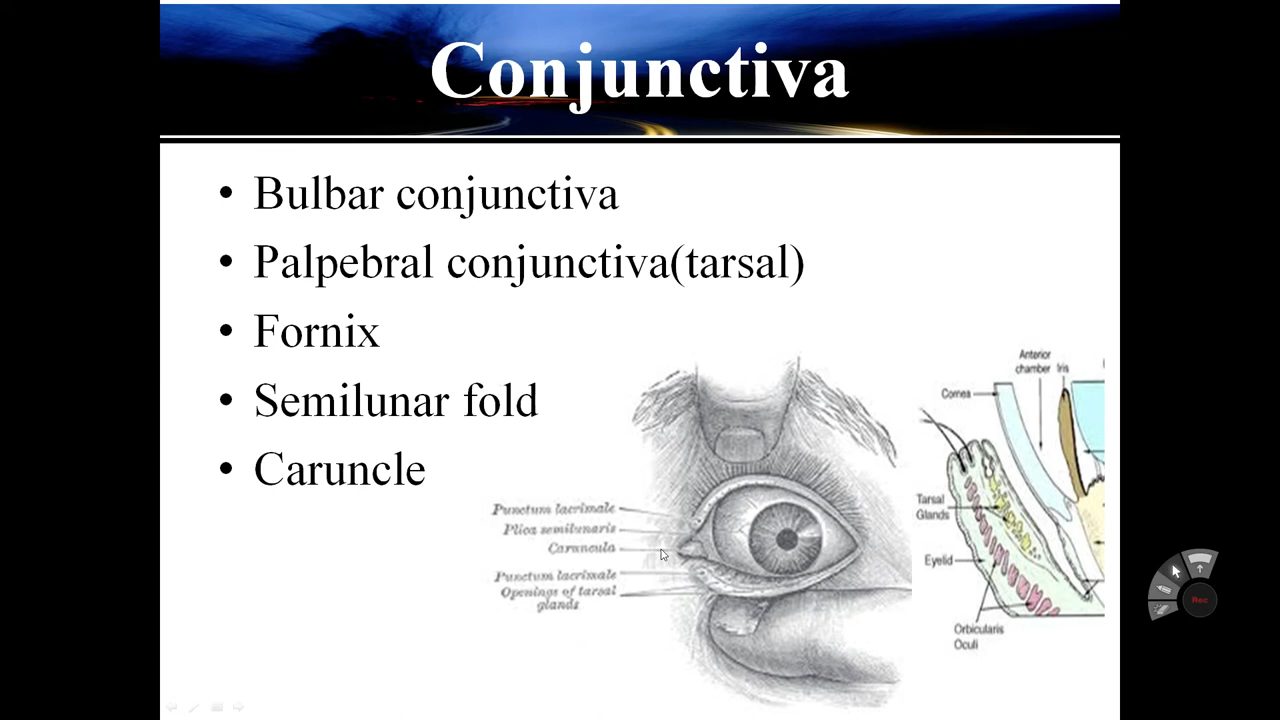 Conjunctiva
• Bulbar conjunctiva
• Palpebral conjunctiva(tarsal)
• Fornix
• Semilunar fold
• Caruncle
Punctum lacrimale
Plica semilunaris
Caruncula
Punctum lacrimale
Openings of tarsal
glands
Anterior
chamber Iris
Cornea
Tarsal
Glands
Eyelid
Orbicularis
Oculi
Rec